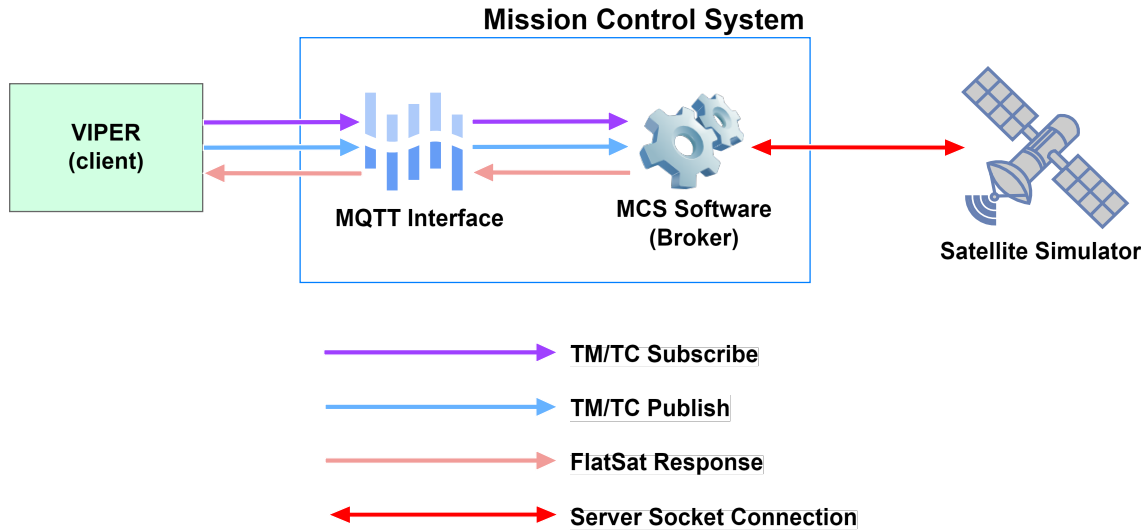 Mission Control System
VIPER
(client)
MQTT Interface
MCS Software
(Broker)
Satellite Simulator
TM/TC Subscribe
TM/TC Publish
FlatSat Response
Server Socket Connection